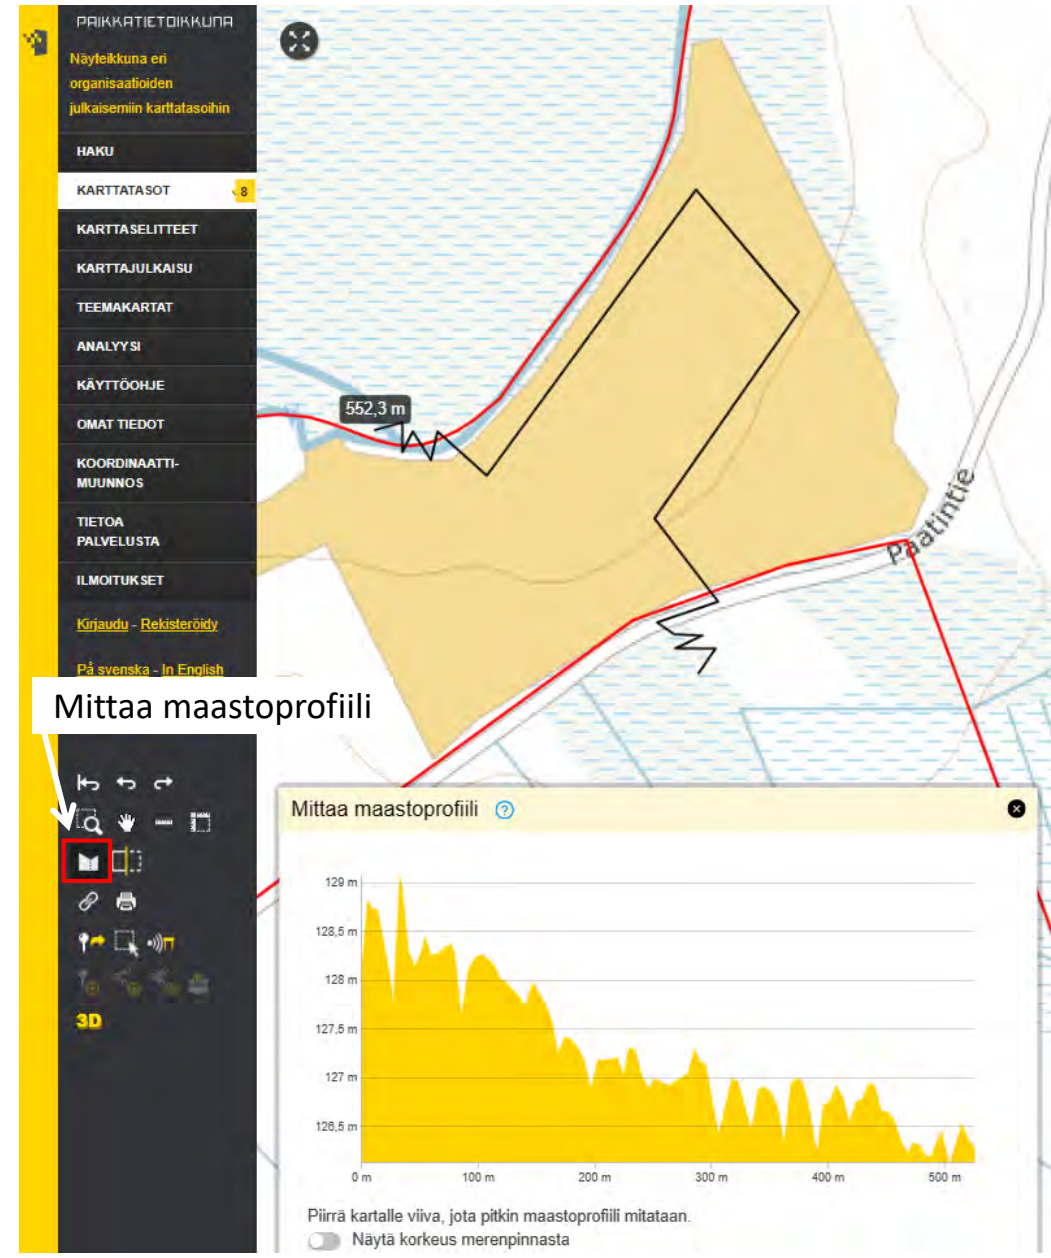 PAIKKATIETOIKKUNA
Näyteikkuna eri
organisaatioiden
julkaisemiin karttatasoihin
HAKU
KARTTATASOT 8
KARTTASELITTEET
KARTTAJULKAISU
TEEMAKARTAT
ANALYYSI
KÄYTTÖOHJE
OMAT TIEDOT
KOORDINAATTI-
MUUNNOS
TIETOA
PALVELUSTA
ILMOITUKSET
Kirjaudu - Rekisteröidy
På svenska - In English
552,3 m
Paatintie
Mittaa maastoprofiili
3D
Mittaa maastoprofiili ?
129 m
128,5 m
128 m
127,5 m
127 m
126,5 m
0 m 100 m 200 m 300 m 400 m 500 m
Piirrä kartalle viiva, jota pitkin maastoprofiili mitataan.
Näytä korkeus merenpinnasta